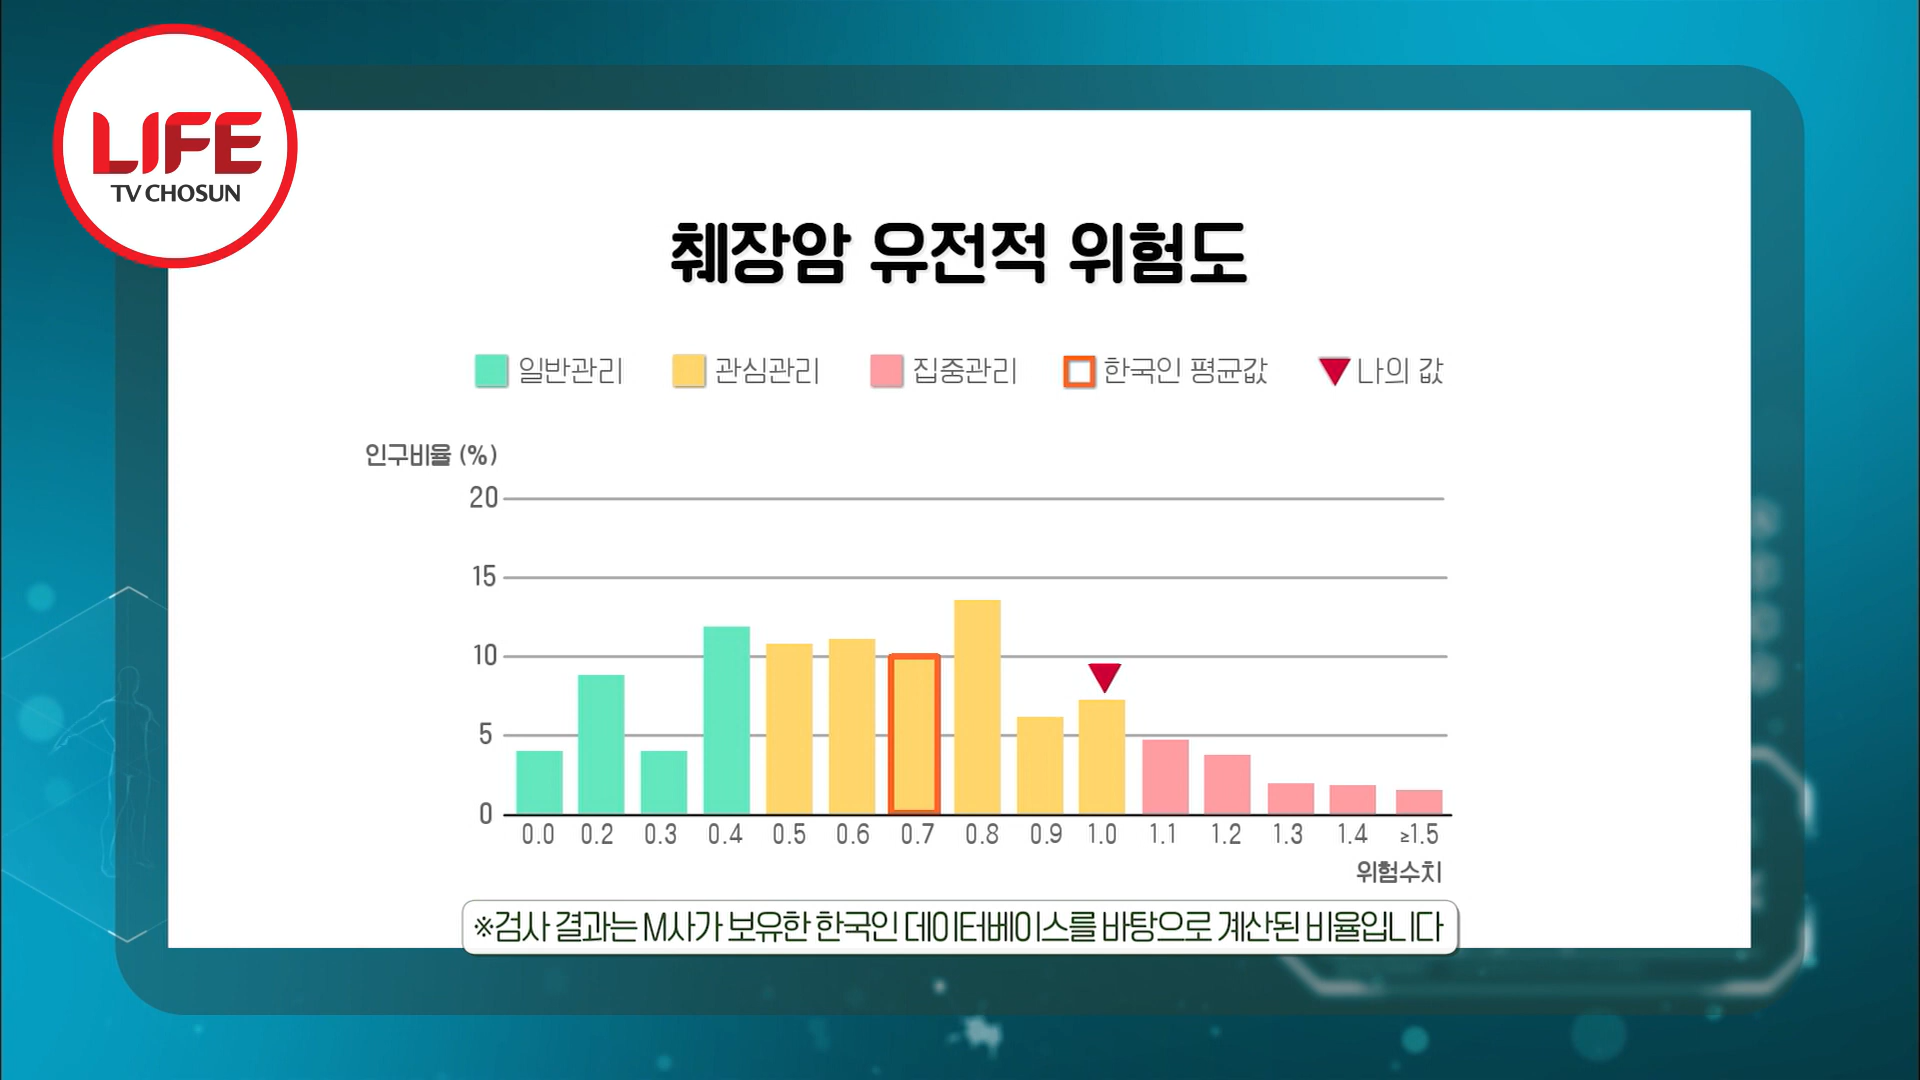 LIFE
TV CHOSUN
췌장암 유전적 위험도
일반관리 관심관리 집중관리 한국인 평균값 나의 값
인구비율 (%)
20
15
10
5
0
0.0 0.2 0.3 0.4 0.5 0.6 0.7 0.8 0.9 1.0 1.1 1.2 1.3 1.4 ≥1.5
위험수치
※검사 결과는 M사가 보유한 한국인 데이터베이스를 바탕으로 계산된 비율입니다